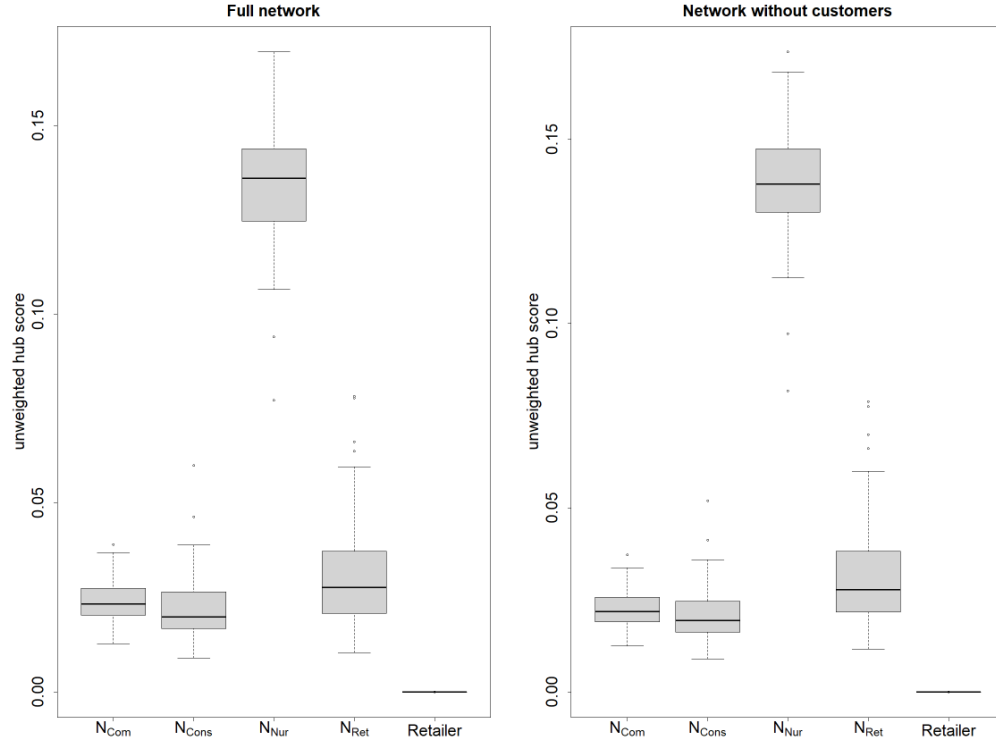 Full network
unweighted hub score
0.15
0.10
0.05
0.00
N_Com N_Cons N_Nur N_Ret Retailer
Network without customers
unweighted hub score
0.15
0.10
0.05
0.00
N_Com N_Cons N_Nur N_Ret Retailer